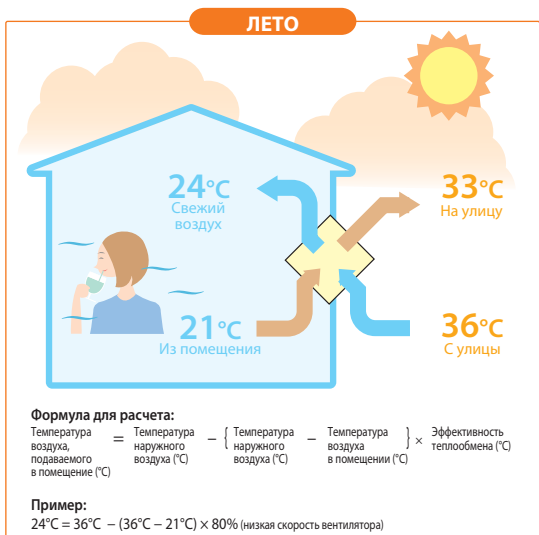 ЛЕТО
24°C
Свежий
воздух
33°C
На улицу
21°C
Из помещения
36°C
С улицы
Формула для расчета:
Температура воздуха, подаваемого в помещение (°C) = Температура наружного воздуха (°C) – { Температура наружного воздуха (°C) – Температура воздуха в помещении (°C) } × Эффективность теплообмена (°C)
Пример:
24°C = 36°C – (36°C – 21°C) × 80% (низкая скорость вентилятора)